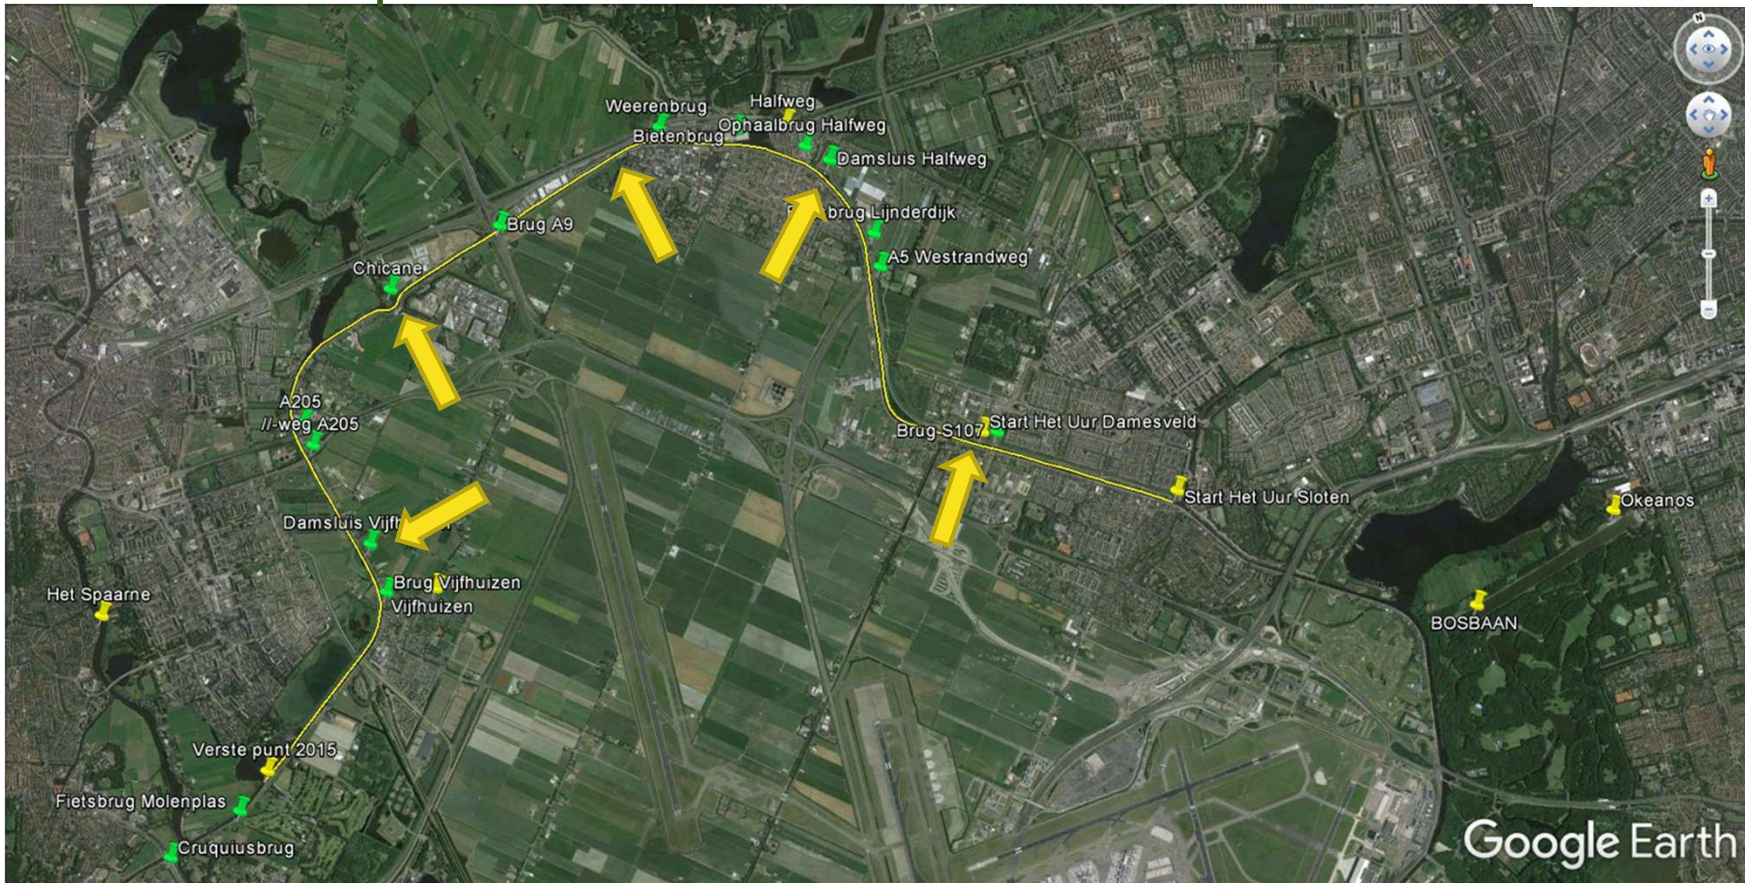 N
Weerenbrug
Halfweg
Bietenbrug
Ophaalbrug Halfweg
Damsluis Halfweg
brug Lijnderdijk
Brug A9
A5 Westrandweg
Chicane
A205
//-weg A205
Brug S107
Start Het Uur Damesveld
Start Het Uur Sloten
Okeanos
Damsluis
Brug Vijfhuizen
Vijfhuizen
Het Spaarne
BOSBAAN
Verste punt 2015
Fietsbrug Molenplas
Cruquiusbrug
Google Earth